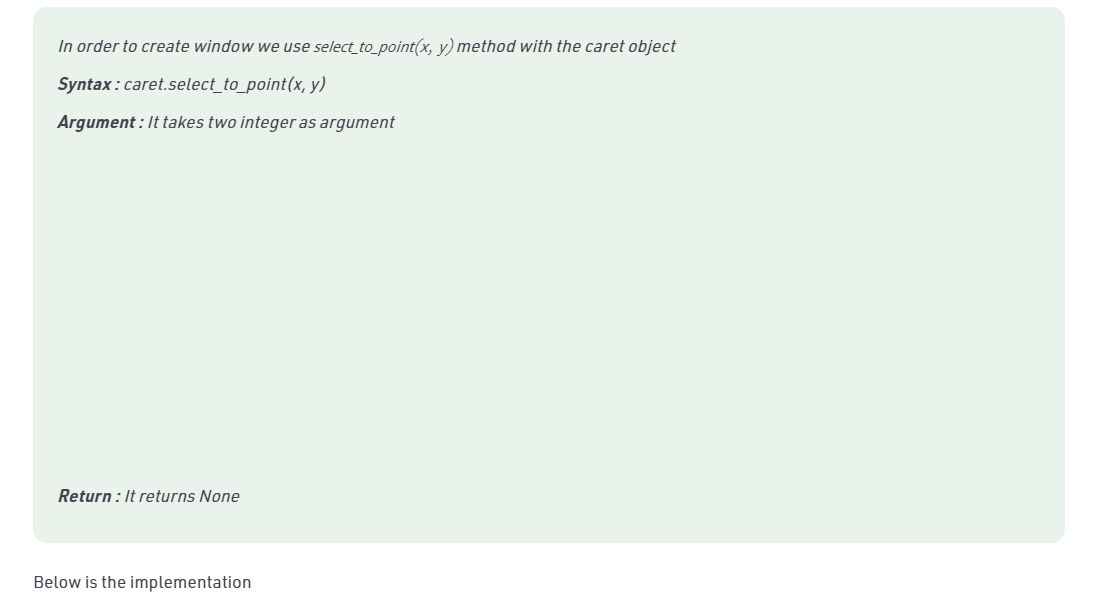 In order to create window we use select_to_point(x, y) method with the caret object
Syntax : caret.select_to_point(x, y)
Argument : It takes two integer as argument
Return : It returns None
Below is the implementation